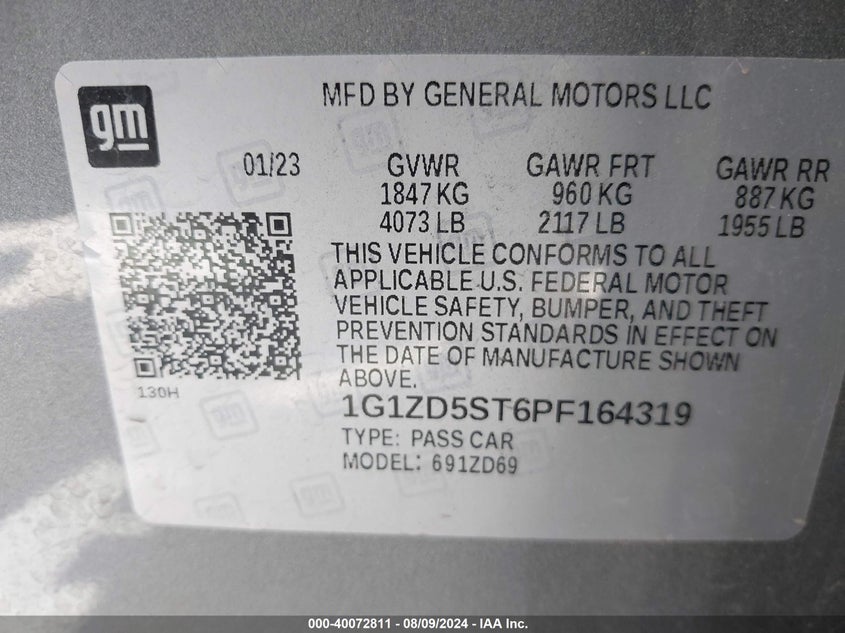 gm
MFD BY GENERAL MOTORS LLC
01/23 GVWR GAWR FRT GAWR RR
1847 KG 960 KG 887 KG
4073 LB 2117 LB 1955 LB
THIS VEHICLE CONFORMS TO ALL
APPLICABLE U.S. FEDERAL MOTOR
VEHICLE SAFETY, BUMPER, AND THEFT
PREVENTION STANDARDS IN EFFECT ON
THE DATE OF MANUFACTURE SHOWN
ABOVE.
130H
1G1ZD5ST6PF164319
TYPE: PASS CAR
MODEL: 691ZD69
000-40072811 - 08/09/2024 - IAA Inc.